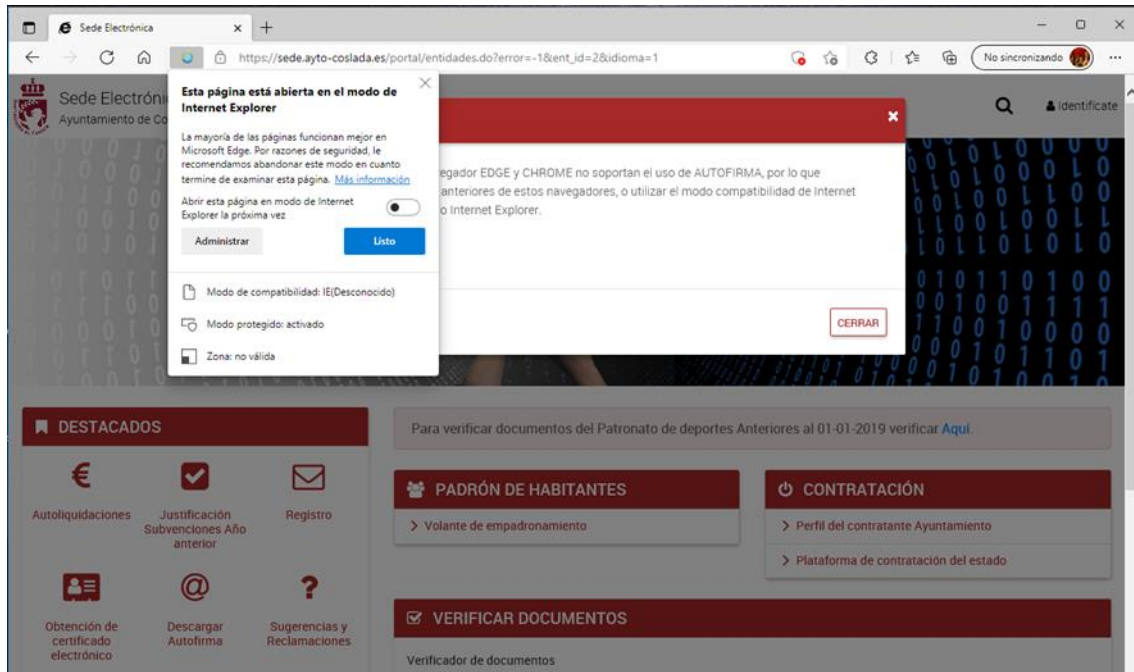 Sede Electrónica
https://sede.ayto-coslada.es/portal/entidades.do?error=-1&ent_id=2&idioma=1
No sincronizando
Sede Electróni
Ayuntamiento de Co
Identifícate
Esta página está abierta en el modo de
Internet Explorer
La mayoría de las páginas funcionan mejor en
Microsoft Edge. Por razones de seguridad, le
recomendamos abandonar este modo en cuanto
termine de examinar esta página. Más información
Abrir esta página en modo de Internet
Explorer la próxima vez
Administrar
Listo
Modo de compatibilidad: IE(Desconocido)
Modo protegido: activado
Zona: no válida
egador EDGE y CHROME no soportan el uso de AUTOFIRMA, por lo que
anteriores de estos navegadores, o utilizar el modo compatibilidad de Internet
o Internet Explorer.
CERRAR
DESTACADOS
Autoliquidaciones
Justificación
Subvenciones Año
anterior
Registro
Obtención de
certificado
electrónico
Descargar
Autofirma
Sugerencias y
Reclamaciones
Para verificar documentos del Patronato de deportes Anteriores al 01-01-2019 verificar Aquí.
PADRÓN DE HABITANTES
Volante de empadronamiento
CONTRATACIÓN
Perfil del contratante Ayuntamiento
Plataforma de contratación del estado
VERIFICAR DOCUMENTOS
Verificador de documentos